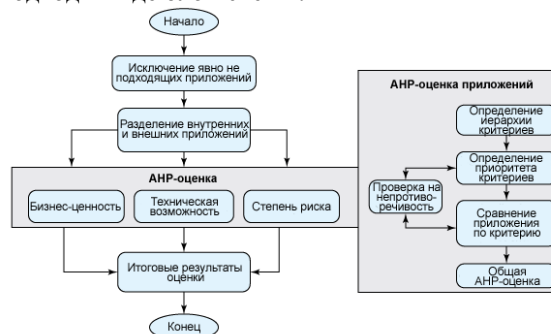 Начало
Исключение явно не
подходящих приложений
Разделение внутренних
и внешних приложений
АНР-оценка
Бизнес-ценность
Техническая
возможность
Степень риска
Итоговые результаты
оценки
Конец
АНР-оценка приложений
Определение
иерархии
критериев
Определение
приоритета
критериев
Проверка на
непротиво-
речивость
Сравнение
приложения
по критерию
Общая
АНР-оценка